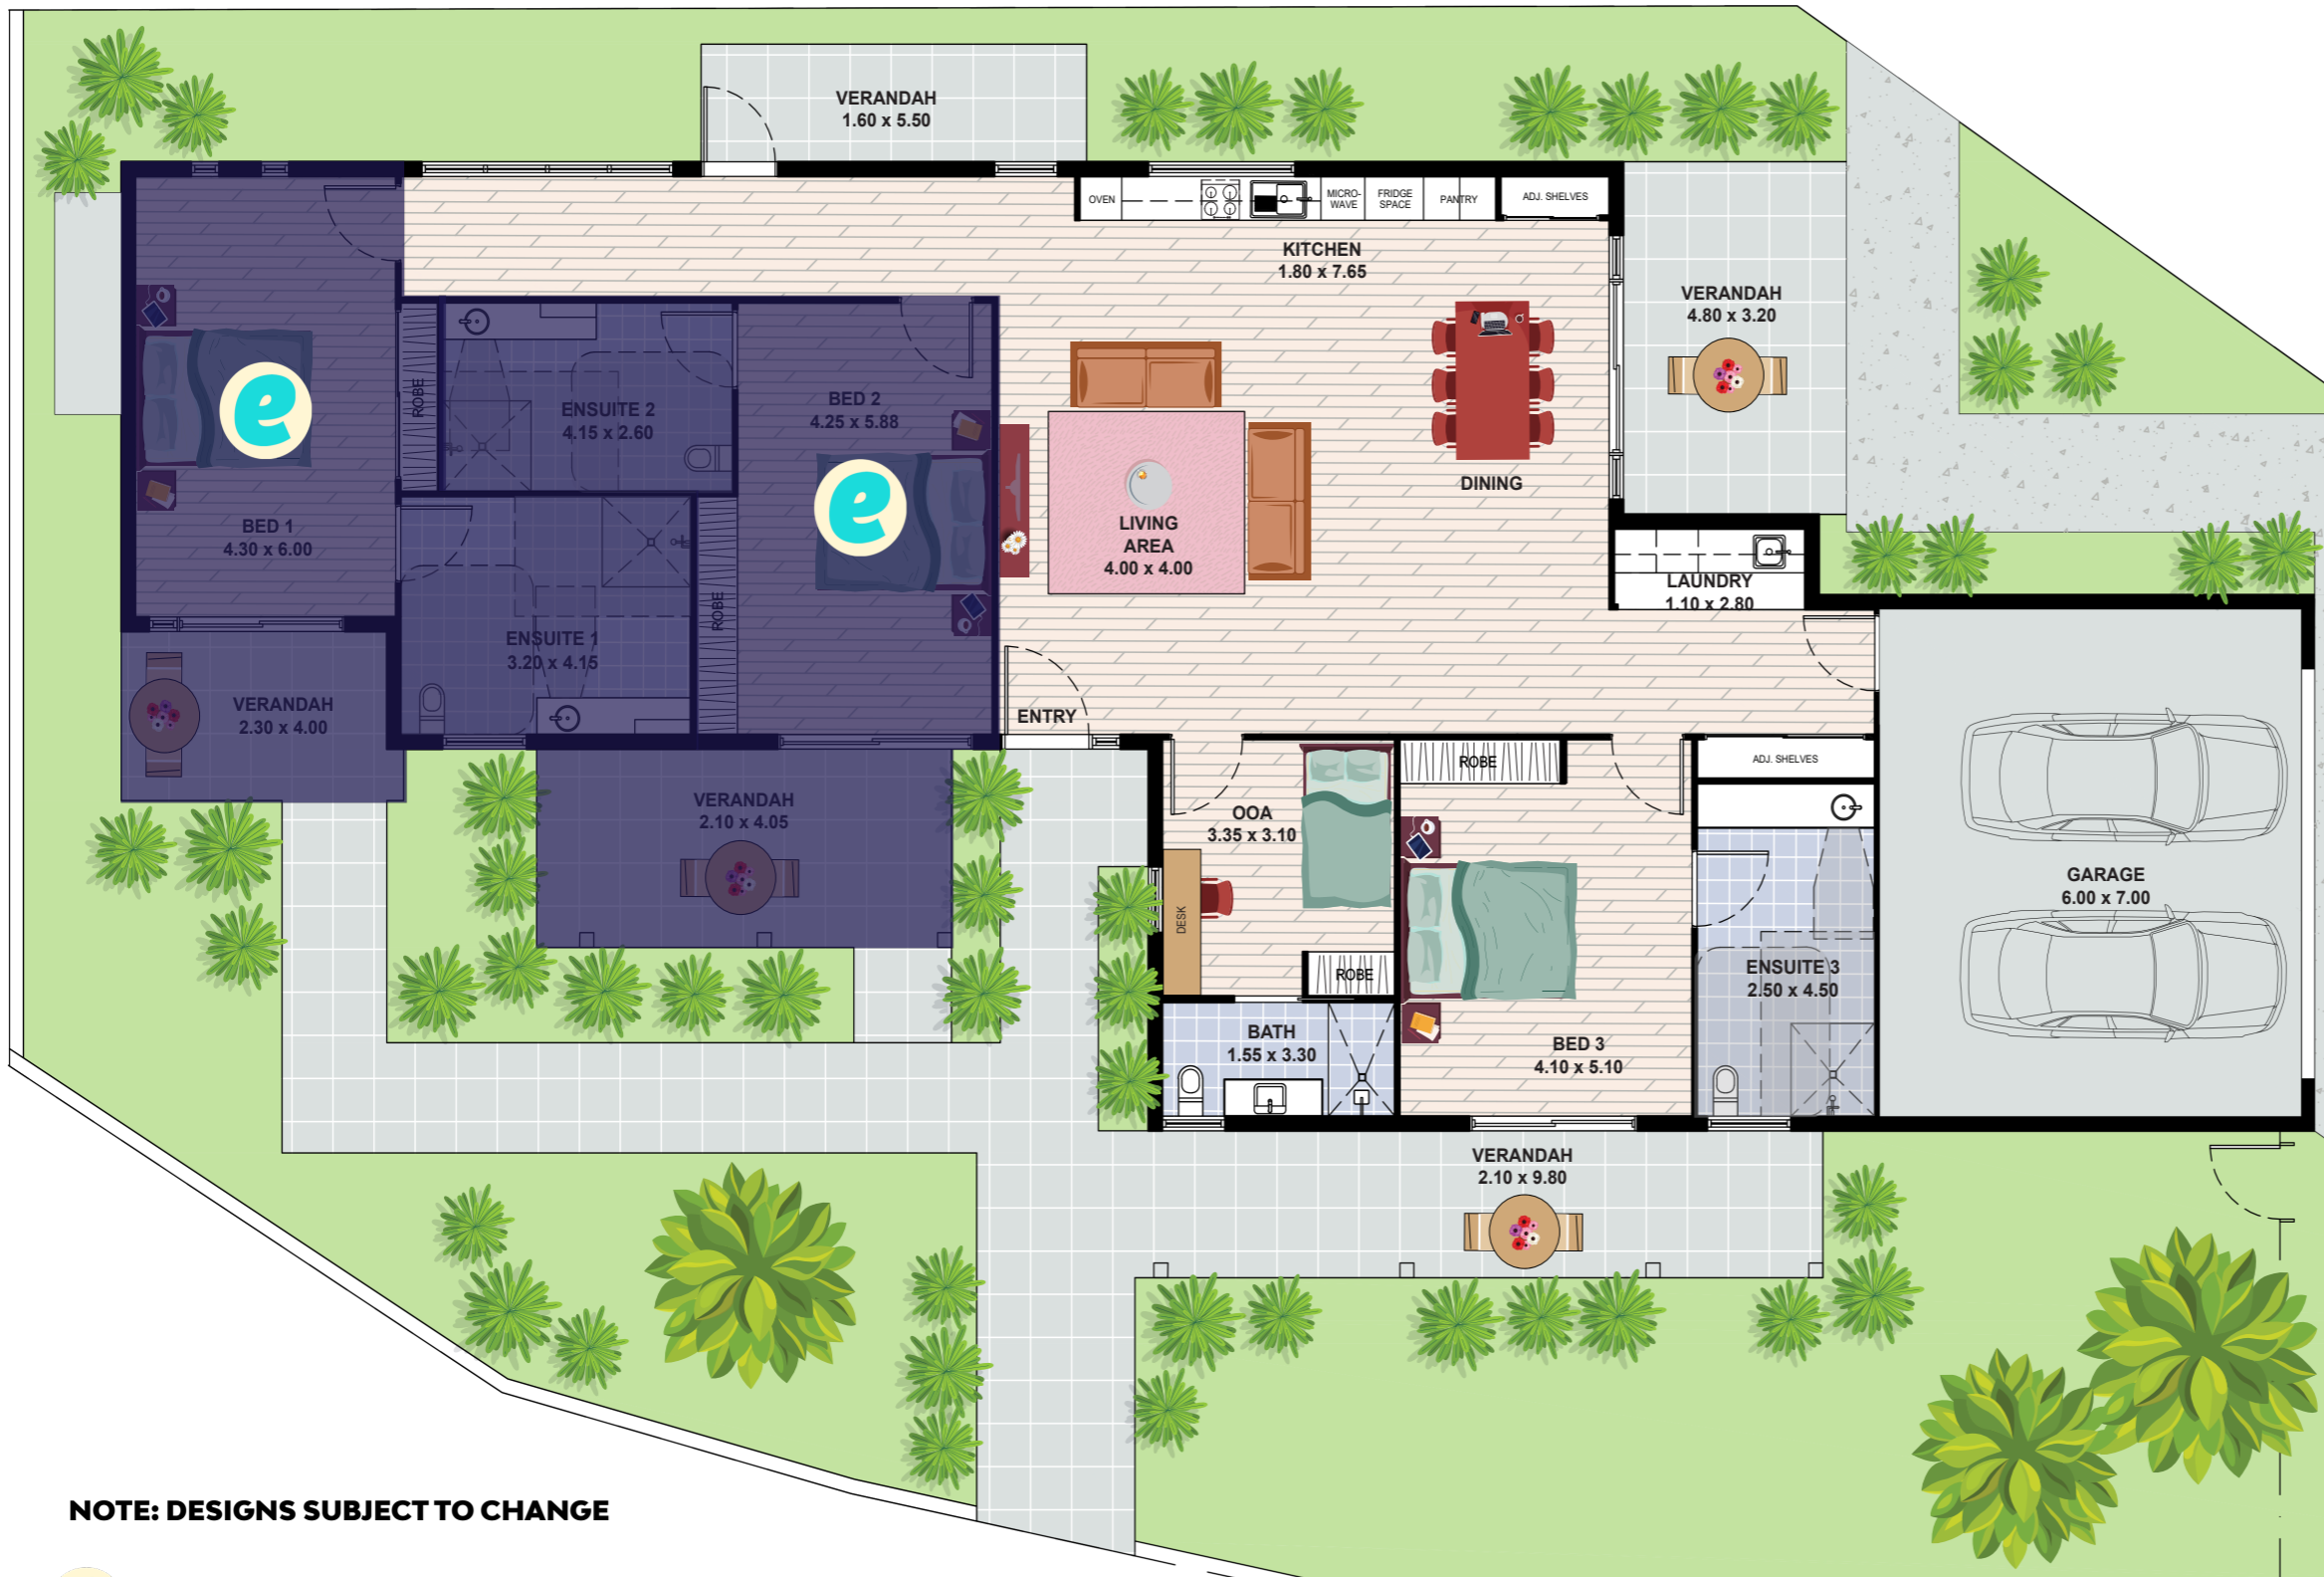 VERANDAH
1.60 x 5.50
OVEN
MICRO-
WAVE
FRIDGE
SPACE
PANTRY
ADJ. SHELVES
KITCHEN
1.80 x 7.65
VERANDAH
4.80 x 3.20
ROBE
ENSUITE 2
4.15 x 2.60
BED 2
4.25 x 5.88
e
e
BED 1
4.30 x 6.00
DINING
LIVING
AREA
4.00 x 4.00
LAUNDRY
1.10 x 2.80
ROBE
ENSUITE 1
3.20 x 4.15
VERANDAH
2.30 x 4.00
ENTRY
ROBE
ADJ. SHELVES
VERANDAH
2.10 x 4.05
OOA
3.35 x 3.10
DESK
ROBE
GARAGE
6.00 x 7.00
ENSUITE 3
2.50 x 4.50
BATH
1.55 x 3.30
BED 3
4.10 x 5.10
VERANDAH
2.10 x 9.80
NOTE: DESIGNS SUBJECT TO CHANGE